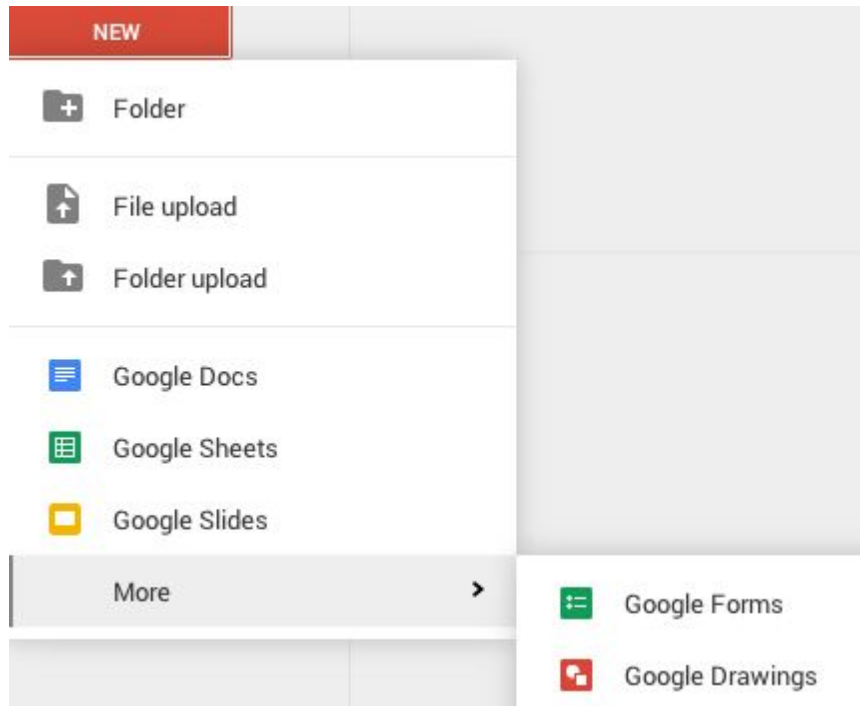 NEW
Folder
File upload
Folder upload
Google Docs
Google Sheets
Google Slides
More
Google Forms
Google Drawings